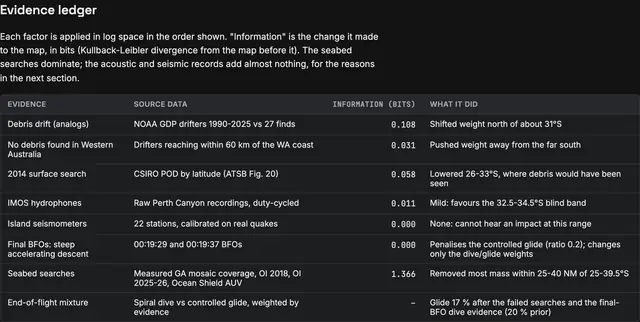 Evidence ledger
Each factor is applied in log space in the order shown. "Information" is the change it made
to the map, in bits (Kullback-Leibler divergence from the map before it). The seabed
searches dominate; the acoustic and seismic records add almost nothing, for the reasons
in the next section.
EVIDENCE SOURCE DATA INFORMATION (BITS) WHAT IT DID
Debris drift (analogs) NOAA GDP drifters 1990-2025 vs 27 finds 0.108 Shifted weight north of about 31°S
No debris found in Western Drifters reaching within 60 km of the WA coast 0.031 Pushed weight away from the far south
Australia
2014 surface search CSIRO POD by latitude (ATSB Fig. 20) 0.058 Lowered 26-33°S, where debris would have been
seen
IMOS hydrophones Raw Perth Canyon recordings, duty-cycled 0.011 Mild: favours the 32.5-34.5°S blind
band
Island seismometers 22 stations, calibrated on real quakes 0.000 None: cannot hear an impact at this
range
Final BFOs: steep 00:19:29 and 00:19:37 BFOs 0.000 Penalises the controlled glide (ratio 0.2); changes
accelerating descent only the dive/glide weights
Seabed searches Measured GA mosaic coverage, OI 2018, OI 1.366 Removed most mass within 25-40 NM of 25-39.5°S
2025-26, Ocean Shield AUV
End-of-flight mixture Spiral dive vs controlled glide, weighted by – Glide 17 % after the failed searches and the final-
evidence BFO dive evidence (20 % prior)